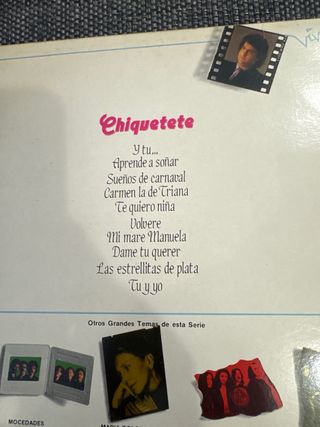 Chiquetete
Y tu...
Aprende a soñar
Sueños de carnaval
Carmen la de Triana
Te quiero niña
Volvere
Mi mare Manuela
Dame tu querer
Las estrellitas de plata
Tu y yo
Otros Grandes Temas de esta Serie
MOCEDADES